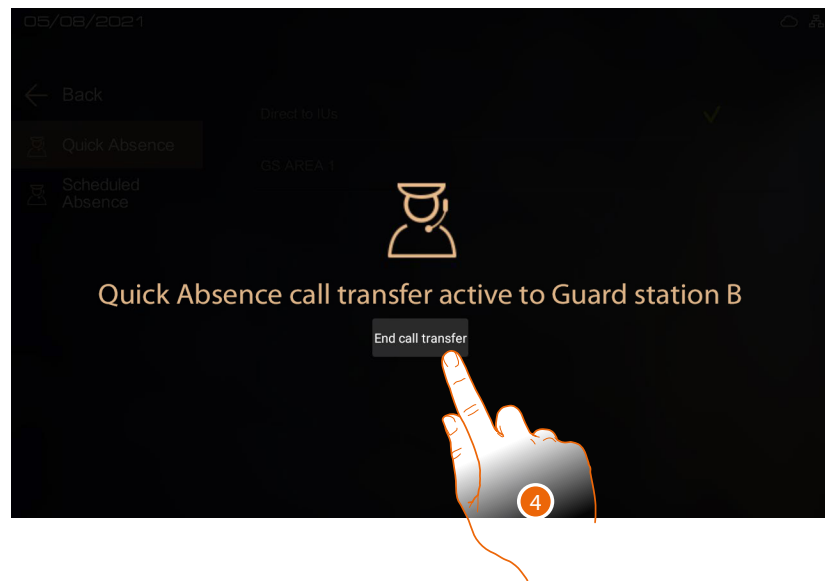 05/08/2021
Back
Direct to IUs
Quick Absence
GS AREA 1
Scheduled
Absence
Quick Absence call transfer active to Guard station B
End call transfer
4